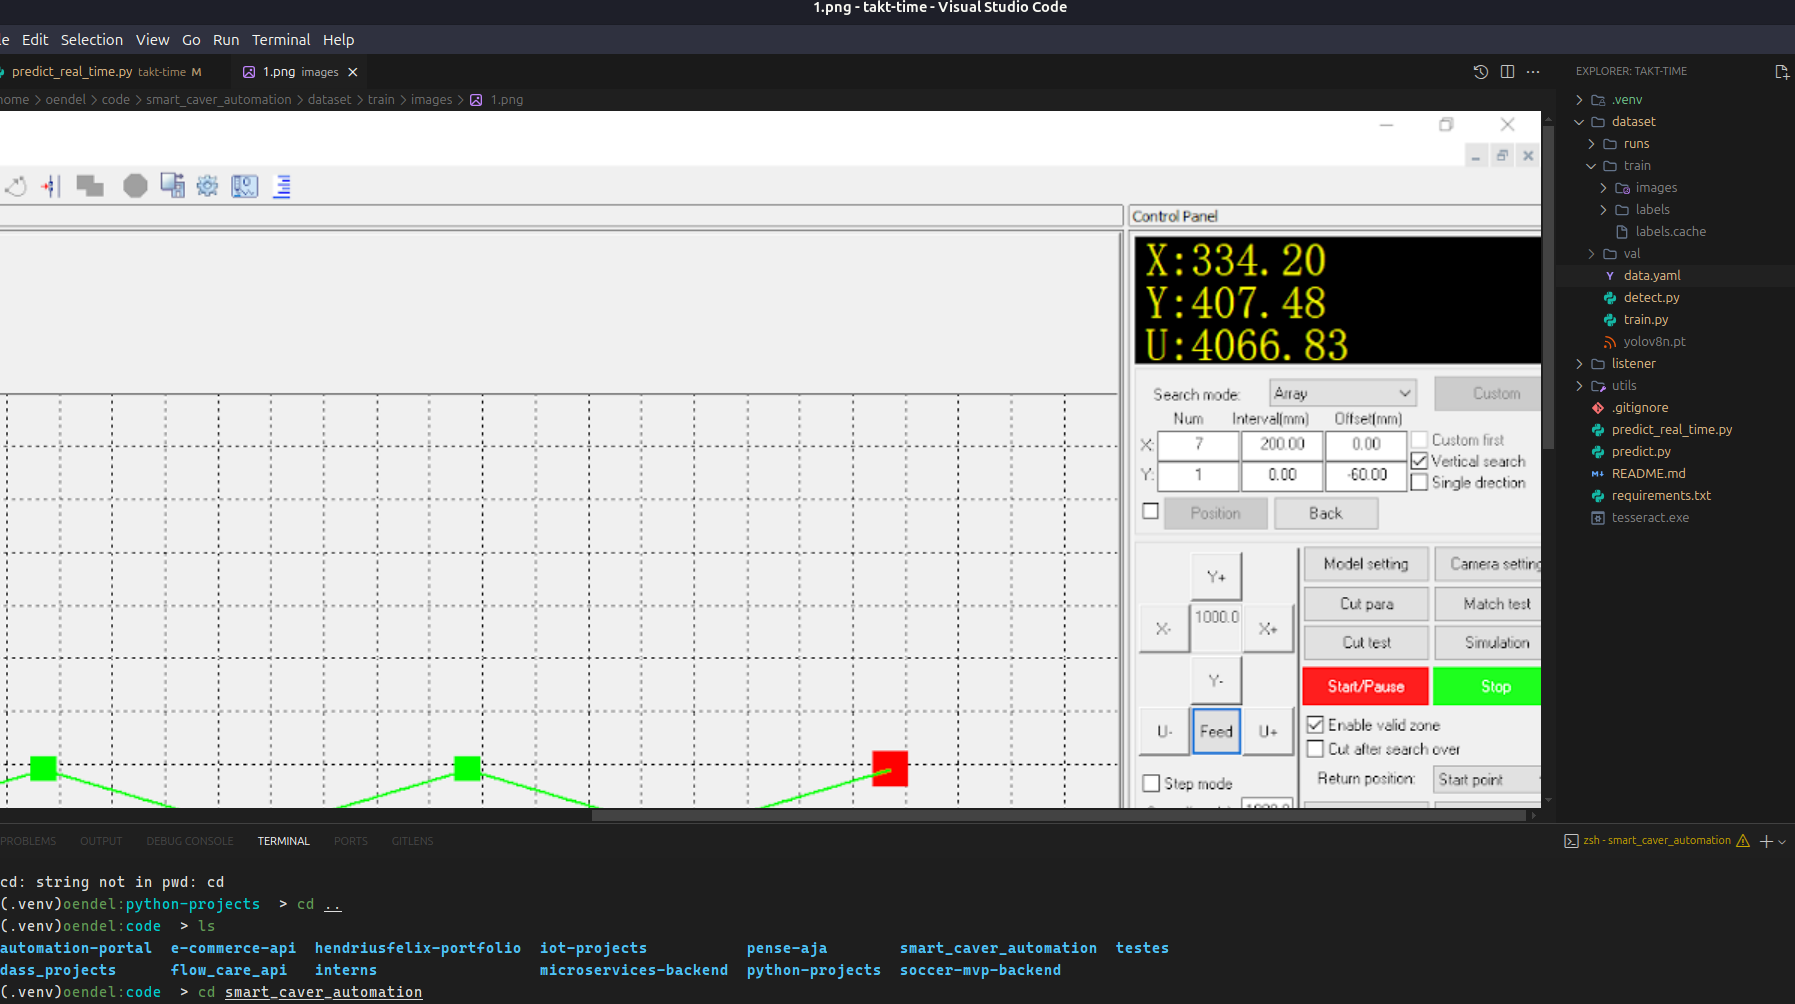 1.png - takt-time - Visual Studio Code
Edit Selection View Go Run Terminal Help
predict_real_time.py takt-time M
1.png images
EXPLORER: TAKT-TIME
oendel > code > smart_caver_automation > dataset > train > images > 1.png
.venv
dataset
runs
train
images
labels
labels.cache
val
data.yaml
detect.py
train.py
yolov8n.pt
listener
utils
.gitignore
predict_real_time.py
predict.py
README.md
requirements.txt
tesseract.exe
Control Panel
X:334.20
Y:407.48
U:4066.83
Search mode: Array Custom
Num Interval(mm) Offset(mm)
X: 7 200.00 0.00
Y: 1 0.00 -60.00
Custom first
Vertical search
Single direction
Position Back
Y+
X- 1000.0 X+
Y-
U- Feed U+
Step mode
Model setting Camera setting
Cut para Match test
Cut test Simulation
Start/Pause Stop
Enable valid zone
Cut after search over
Return position: Start point
PROBLEMS OUTPUT DEBUG CONSOLE TERMINAL PORTS GITLENS
zsh - smart_caver_automation
cd: string not in pwd: cd
(.venv)oendel:python-projects > cd ..
(.venv)oendel:code > ls
automation-portal e-commerce-api hendriusfelix-portfolio iot-projects pense-aja smart_caver_automation testes
dass_projects flow_care_api interns microservices-backend python-projects soccer-mvp-backend
(.venv)oendel:code > cd smart_caver_automation